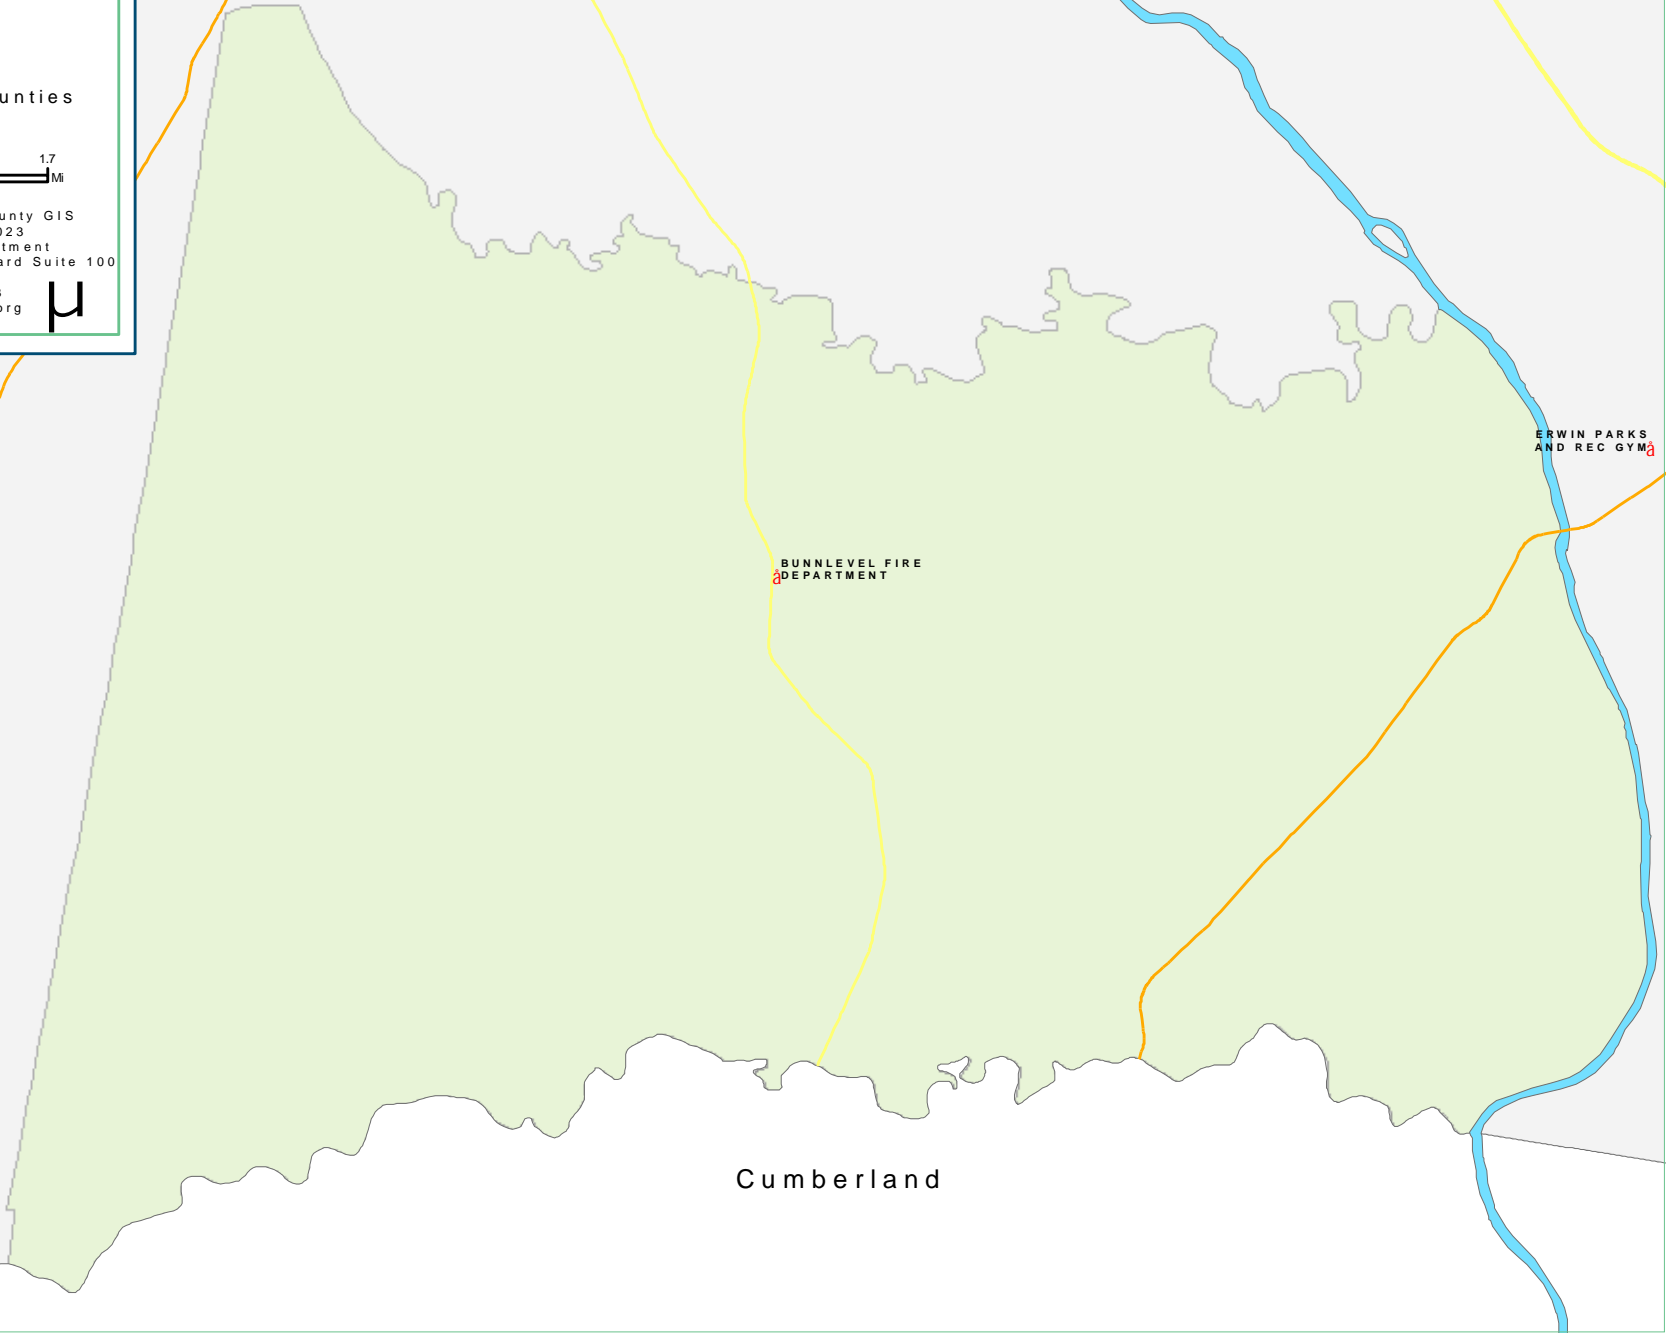 unties
1.7
Mi
unty GIS
023
tment
ard Suite 100
org
µ
ERWIN PARKS
AND REC GYM
å
BUNNLEVEL FIRE
DEPARTMENT
å
Cumberland